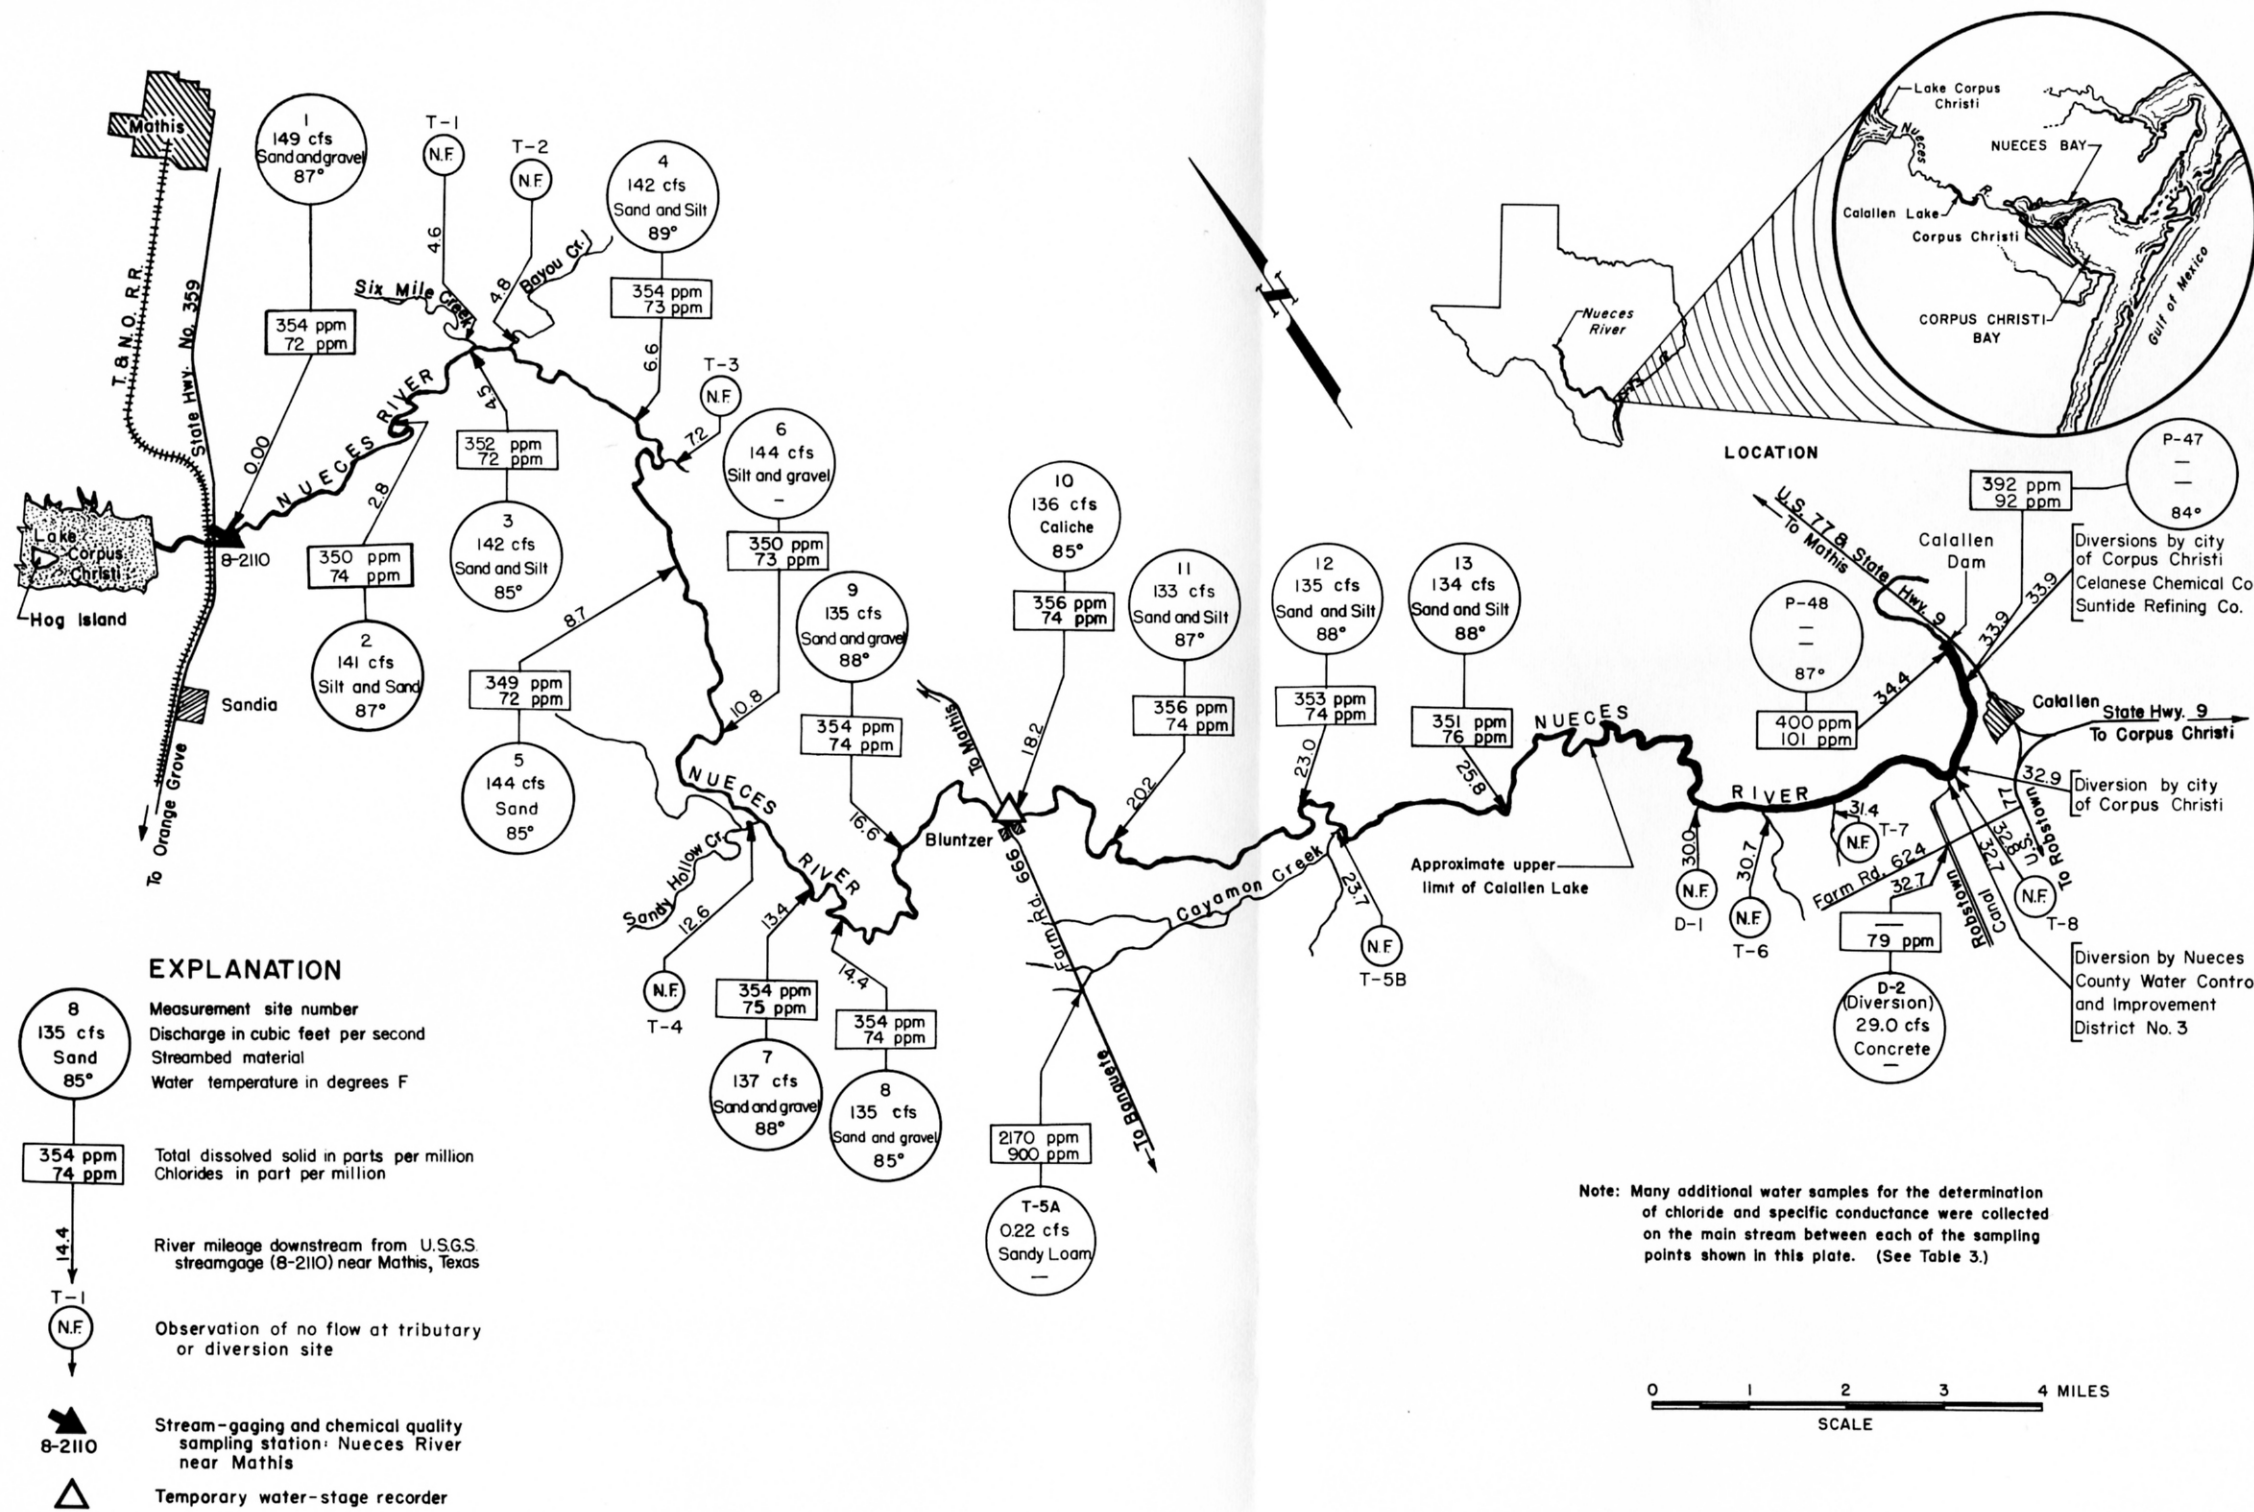 Mathis
T. & N. O. R. R.
State Hwy. No. 359
1
149 cfs
Sand and gravel
87°
354 ppm
72 ppm
0.00
T-1
N.F.
4.6
T-2
N.F.
4.8
Six Mile Creek
Bayou Cr.
4
142 cfs
Sand and Silt
89°
354 ppm
73 ppm
6.6
T-3
N.F.
7.2
NUECES RIVER
Lake
Corpus
Christi
Hog Island
8-2110
2.8
350 ppm
74 ppm
2
141 cfs
Silt and Sand
87°
Sandia
To Orange Grove
4.5
352 ppm
72 ppm
3
142 cfs
Sand and Silt
85°
8.7
349 ppm
72 ppm
5
144 cfs
Sand
85°
6
144 cfs
Silt and gravel
–
350 ppm
73 ppm
10.8
NUECES
RIVER
Sandy Hollow Cr.
12.6
N.F.
T-4
13.4
354 ppm
75 ppm
7
137 cfs
Sand and gravel
88°
14.4
354 ppm
74 ppm
8
135 cfs
Sand and gravel
85°
9
135 cfs
Sand and gravel
88°
354 ppm
74 ppm
16.6
To Mathis
Bluntzer
10
136 cfs
Caliche
85°
356 ppm
74 ppm
18.2
11
133 cfs
Sand and Silt
87°
356 ppm
74 ppm
20.2
Farm Rd. 666
Cayamon Creek
To Banquete
2170 ppm
900 ppm
T-5A
0.22 cfs
Sandy Loam
—
12
135 cfs
Sand and Silt
88°
353 ppm
74 ppm
23.0
23.7
N.F.
T-5B
13
134 cfs
Sand and Silt
88°
351 ppm
76 ppm
25.8
NUECES
RIVER
Approximate upper
limit of Calallen Lake
30.0
N.F.
D-1
30.7
N.F.
T-6
31.4
N.F.
T-7
Farm Rd. 624
32.7
—
79 ppm
D-2
(Diversion)
29.0 cfs
Concrete
—
Robstown
Canal
32.7
32.8
N.F.
T-8
U.S. 77
To Robstown
Diversion by Nueces
County Water Contro
and Improvement
District No. 3
32.9
Diversion by city
of Corpus Christi
P-48
—
—
87°
400 ppm
101 ppm
34.4
U.S. 77 & State Hwy. 9
To Mathis
Calallen
Dam
P-47
—
—
84°
392 ppm
92 ppm
33.9
33.9
Diversions by city
of Corpus Christi
Celanese Chemical Co
Suntide Refining Co.
Calallen
State Hwy. 9
To Corpus Christi
Nueces
River
Lake Corpus
Christi
Nueces
R.
NUECES BAY
Calallen Lake
Corpus Christi
CORPUS CHRISTI
BAY
Gulf of Mexico
LOCATION
EXPLANATION
8
135 cfs
Sand
85°
Measurement site number
Discharge in cubic feet per second
Streambed material
Water temperature in degrees F
354 ppm
74 ppm
Total dissolved solid in parts per million
Chlorides in part per million
14.4
River mileage downstream from U.S.G.S.
streamgage (8-2110) near Mathis, Texas
T-1
N.F.
Observation of no flow at tributary
or diversion site
8-2110
Stream-gaging and chemical quality
sampling station: Nueces River
near Mathis
Temporary water-stage recorder
Note: Many additional water samples for the determination
of chloride and specific conductance were collected
on the main stream between each of the sampling
points shown in this plate. (See Table 3.)
0 1 2 3 4 MILES
SCALE